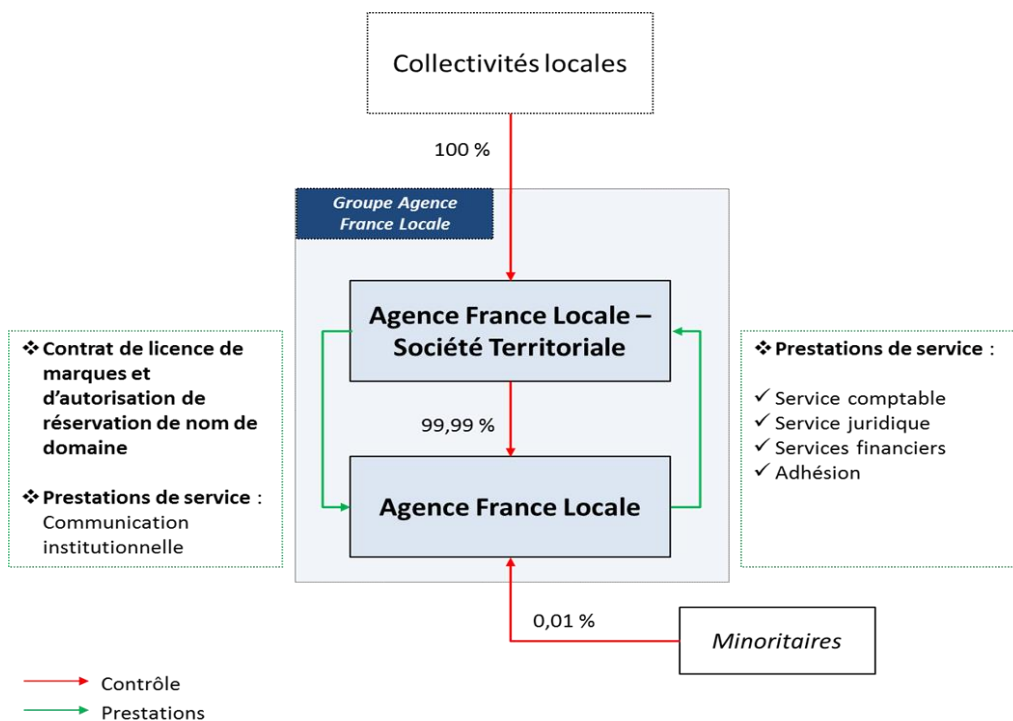 Collectivités locales
100 %
Groupe Agence
France Locale
Agence France Locale –
Société Territoriale
❖ Contrat de licence de
marques et
d’autorisation de
réservation de nom de
domaine
❖ Prestations de service :
Communication
institutionnelle
99,99 %
❖ Prestations de service :
✓ Service comptable
✓ Service juridique
✓ Services financiers
✓ Adhésion
Agence France Locale
0,01 %
Minoritaires
Contrôle
Prestations